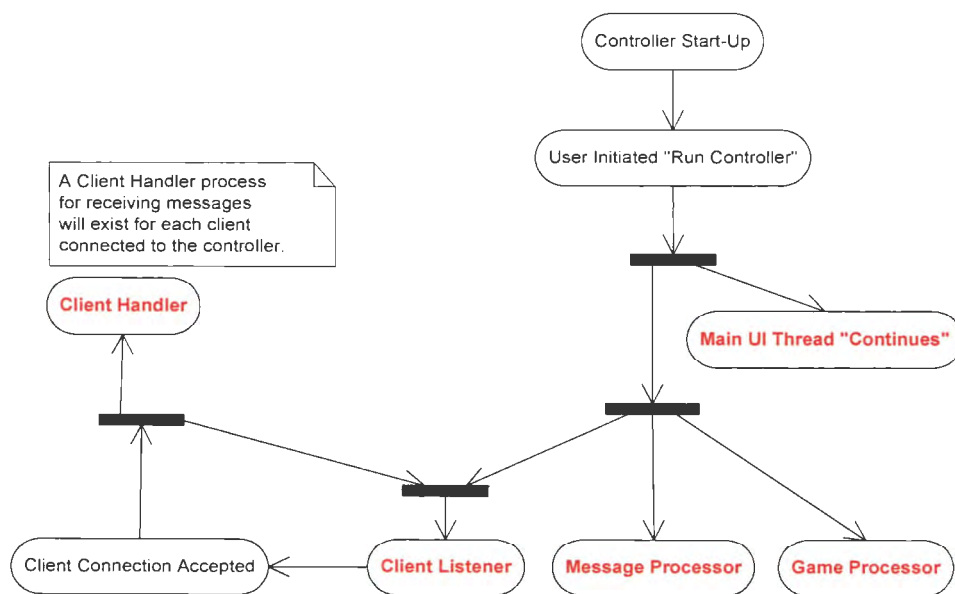 Controller Start-Up
User Initiated "Run Controller"
A Client Handler process
for receiving messages
will exist for each client
connected to the controller.
Client Handler
Main UI Thread "Continues"
Client Connection Accepted
Client Listener
Message Processor
Game Processor